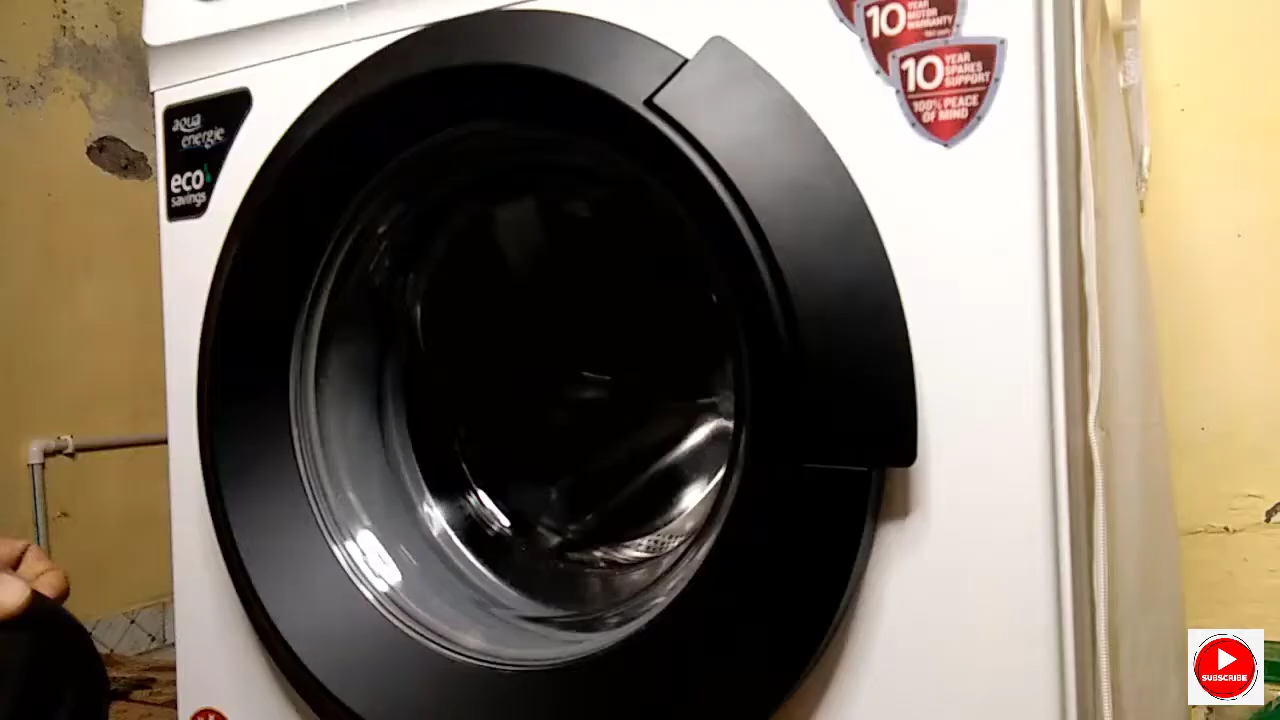 10 YEAR
MOTOR
WARRANTY
10 YEAR
SPARES
SUPPORT
100% PEACE
OF MIND
aqua
energie
eco
savings
SUBSCRIBE